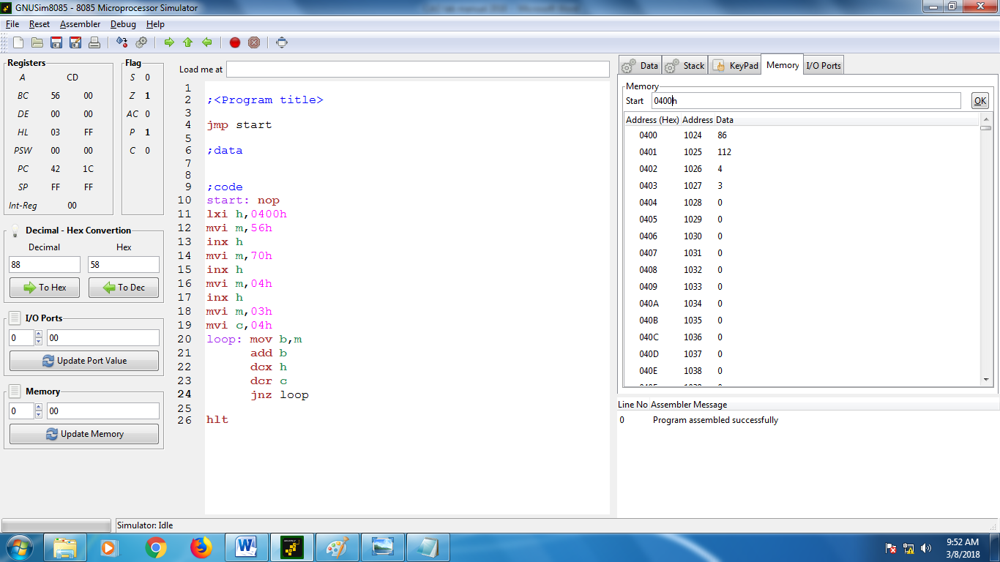 GNUSim8085 - 8085 Microprocessor Simulator
File Reset Assembler Debug Help
Registers
A CD
BC 56 00
DE 00 00
HL 03 FF
PSW 00 00
PC 42 1C
SP FF FF
Int-Reg 00
Flag
S 0
Z 1
AC 0
P 1
C 0
Decimal - Hex Convertion
Decimal Hex
88 58
To Hex To Dec
I/O Ports
0 00
Update Port Value
Memory
0 00
Update Memory
Load me at
1
2 ;<Program title>
3
4 jmp start
5
6 ;data
7
8
9 ;code
10 start: nop
11 lxi h,0400h
12 mvi m,56h
13 inx h
14 mvi m,70h
15 inx h
16 mvi m,04h
17 inx h
18 mvi m,03h
19 mvi c,04h
20 loop: mov b,m
21 add b
22 dcx h
23 dcr c
24 jnz loop
25
26 hlt
Data Stack KeyPad Memory I/O Ports
Memory
Start 0400h OK
Address (Hex) Address Data
0400 1024 86
0401 1025 112
0402 1026 4
0403 1027 3
0404 1028 0
0405 1029 0
0406 1030 0
0407 1031 0
0408 1032 0
0409 1033 0
040A 1034 0
040B 1035 0
040C 1036 0
040D 1037 0
040E 1038 0
Line No Assembler Message
0 Program assembled successfully
Simulator: Idle
9:52 AM
3/8/2018